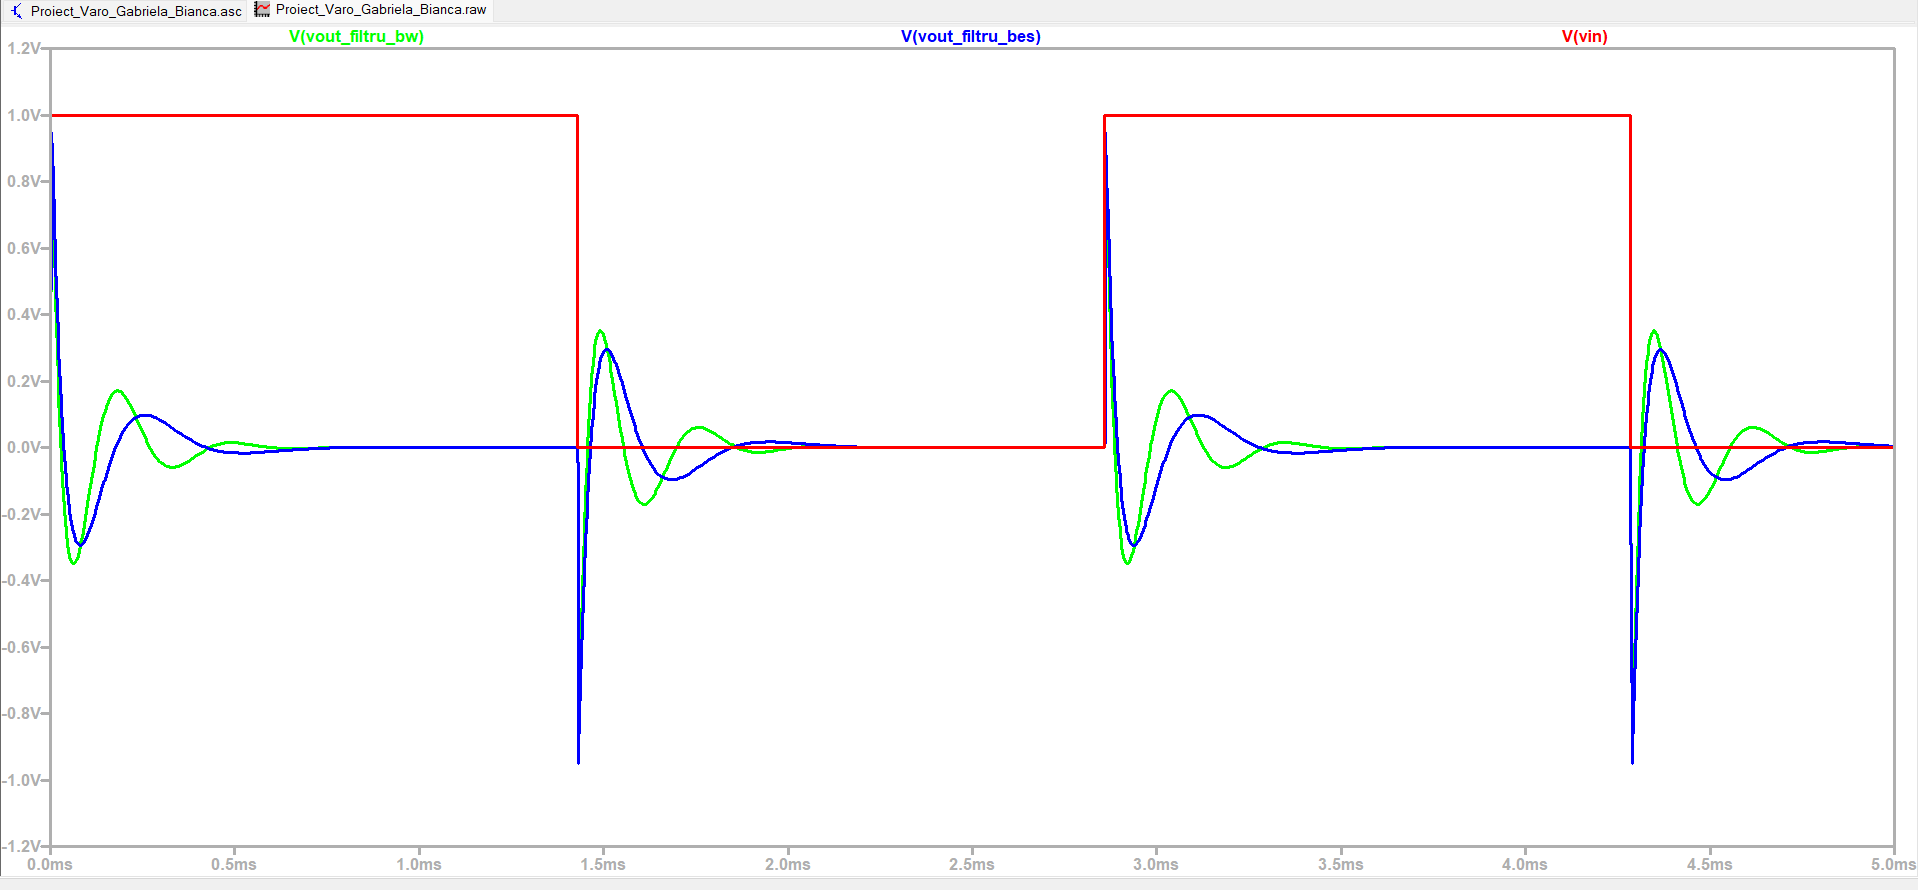 Proiect_Varo_Gabriela_Bianca.asc Proiect_Varo_Gabriela_Bianca.raw
V(vout_filtru_bw) V(vout_filtru_bes) V(vin)
1.2V
1.0V
0.8V
0.6V
0.4V
0.2V
0.0V
-0.2V
-0.4V
-0.6V
-0.8V
-1.0V
-1.2V
0.0ms 0.5ms 1.0ms 1.5ms 2.0ms 2.5ms 3.0ms 3.5ms 4.0ms 4.5ms 5.0ms